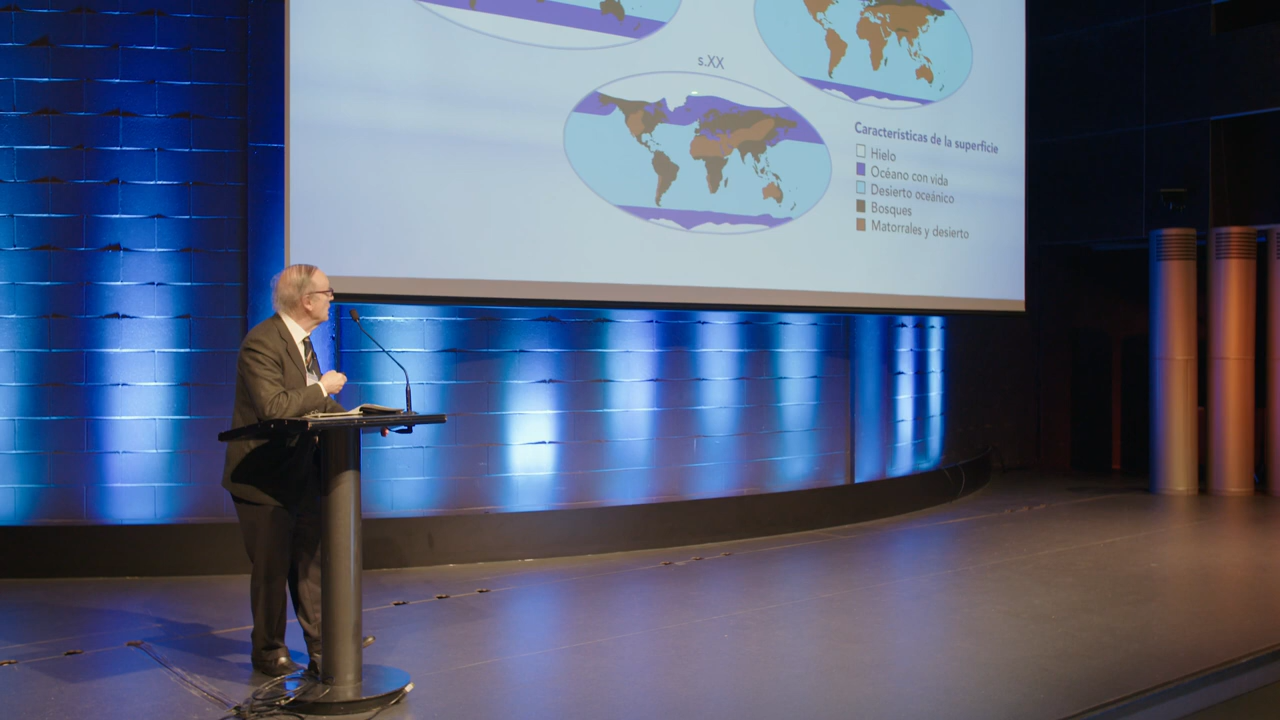 s.XX
Características de la superficie
Hielo
Océano con vida
Desierto oceánico
Bosques
Matorrales y desierto